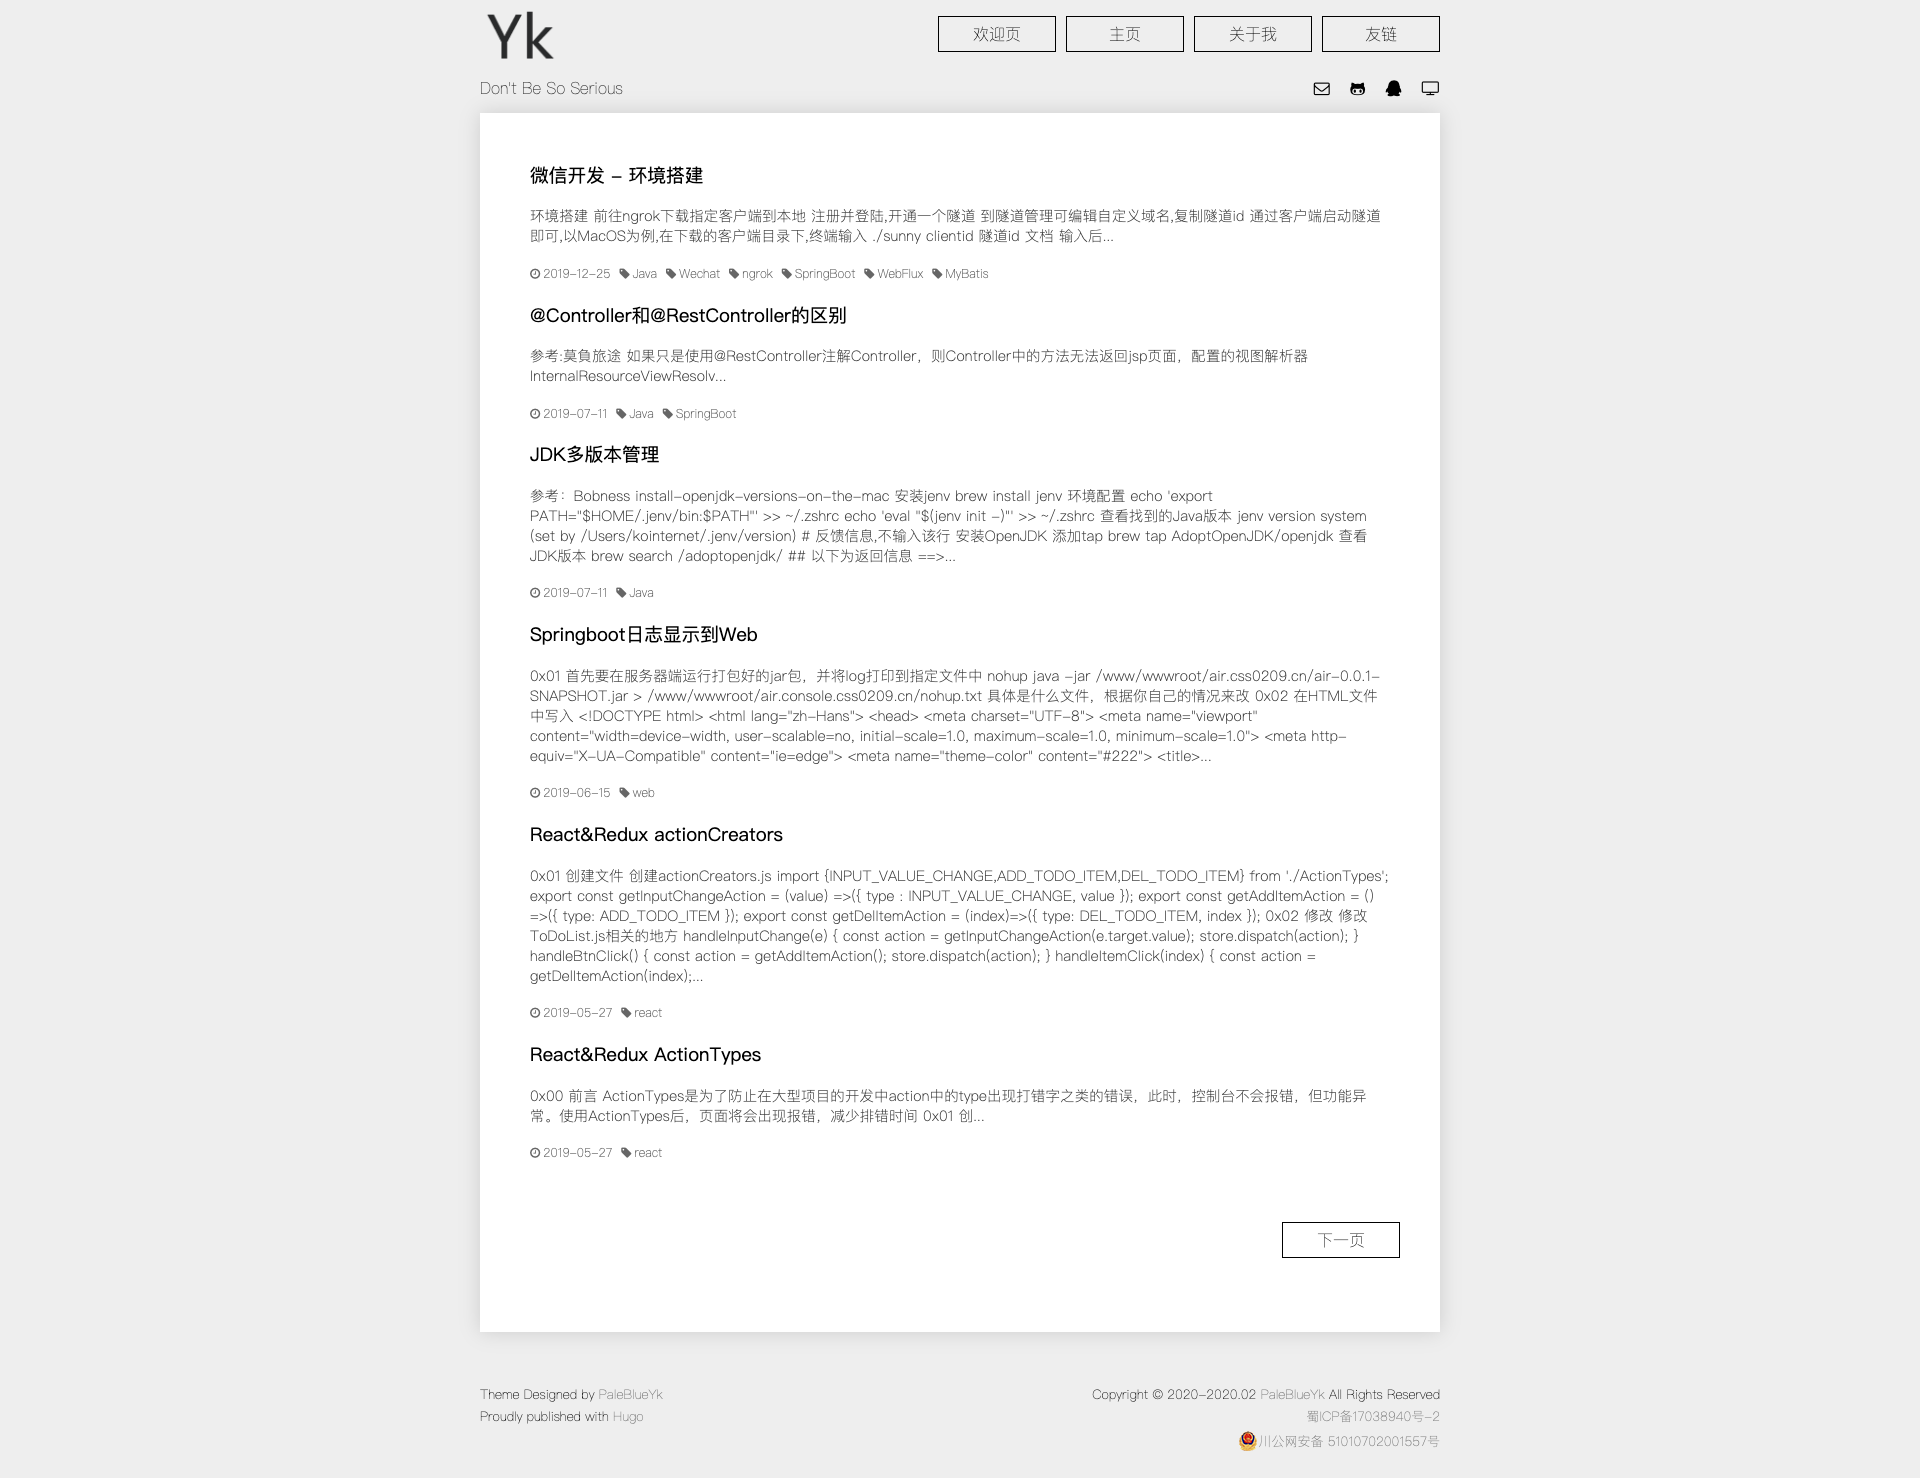 Yk
欢迎页
主页
关于我
友链
Don't Be So Serious
微信开发 - 环境搭建
环境搭建 前往ngrok下载指定客户端到本地 注册并登陆,开通一个隧道 到隧道管理可编辑自定义域名,复制隧道id 通过客户端启动隧道
即可,以MacOS为例,在下载的客户端目录下,终端输入 ./sunny clientid 隧道id 文档 输入后...
2019-12-25 Java Wechat ngrok SpringBoot WebFlux MyBatis
@Controller和@RestController的区别
参考:莫負旅途 如果只是使用@RestController注解Controller，则Controller中的方法无法返回jsp页面，配置的视图解析器
InternalResourceViewResolv...
2019-07-11 Java SpringBoot
JDK多版本管理
参考：Bobness install-openjdk-versions-on-the-mac 安装jenv brew install jenv 环境配置 echo 'export
PATH="$HOME/.jenv/bin:$PATH"' >> ~/.zshrc echo 'eval "$(jenv init -)"' >> ~/.zshrc 查看找到的Java版本 jenv version system
(set by /Users/kointernet/.jenv/version) # 反馈信息,不输入该行 安装OpenJDK 添加tap brew tap AdoptOpenJDK/openjdk 查看
JDK版本 brew search /adoptopenjdk/ ## 以下为返回信息 ==>...
2019-07-11 Java
Springboot日志显示到Web
0x01 首先要在服务器端运行打包好的jar包，并将log打印到指定文件中 nohup java -jar /www/wwwroot/air.css0209.cn/air-0.0.1-
SNAPSHOT.jar > /www/wwwroot/air.console.css0209.cn/nohup.txt 具体是什么文件，根据你自己的情况来改 0x02 在HTML文件
中写入 <!DOCTYPE html> <html lang="zh-Hans"> <head> <meta charset="UTF-8"> <meta name="viewport"
content="width=device-width, user-scalable=no, initial-scale=1.0, maximum-scale=1.0, minimum-scale=1.0"> <meta http-
equiv="X-UA-Compatible" content="ie=edge"> <meta name="theme-color" content="#222"> <title>...
2019-06-15 web
React&Redux actionCreators
0x01 创建文件 创建actionCreators.js import {INPUT_VALUE_CHANGE,ADD_TODO_ITEM,DEL_TODO_ITEM} from './ActionTypes';
export const getInputChangeAction = (value) =>({ type : INPUT_VALUE_CHANGE, value }); export const getAddItemAction = ()
=>({ type: ADD_TODO_ITEM }); export const getDelItemAction = (index)=>({ type: DEL_TODO_ITEM, index }); 0x02 修改 修改
ToDoList.js相关的地方 handleInputChange(e) { const action = getInputChangeAction(e.target.value); store.dispatch(action); }
handleBtnClick() { const action = getAddItemAction(); store.dispatch(action); } handleItemClick(index) { const action =
getDelItemAction(index);...
2019-05-27 react
React&Redux ActionTypes
0x00 前言 ActionTypes是为了防止在大型项目的开发中action中的type出现打错字之类的错误，此时，控制台不会报错，但功能异
常。使用ActionTypes后，页面将会出现报错，减少排错时间 0x01 创...
2019-05-27 react
下一页
Theme Designed by PaleBlueYk
Proudly published with Hugo
Copyright © 2020-2020.02 PaleBlueYk All Rights Reserved
蜀ICP备17038940号-2
川公网安备 51010702001557号